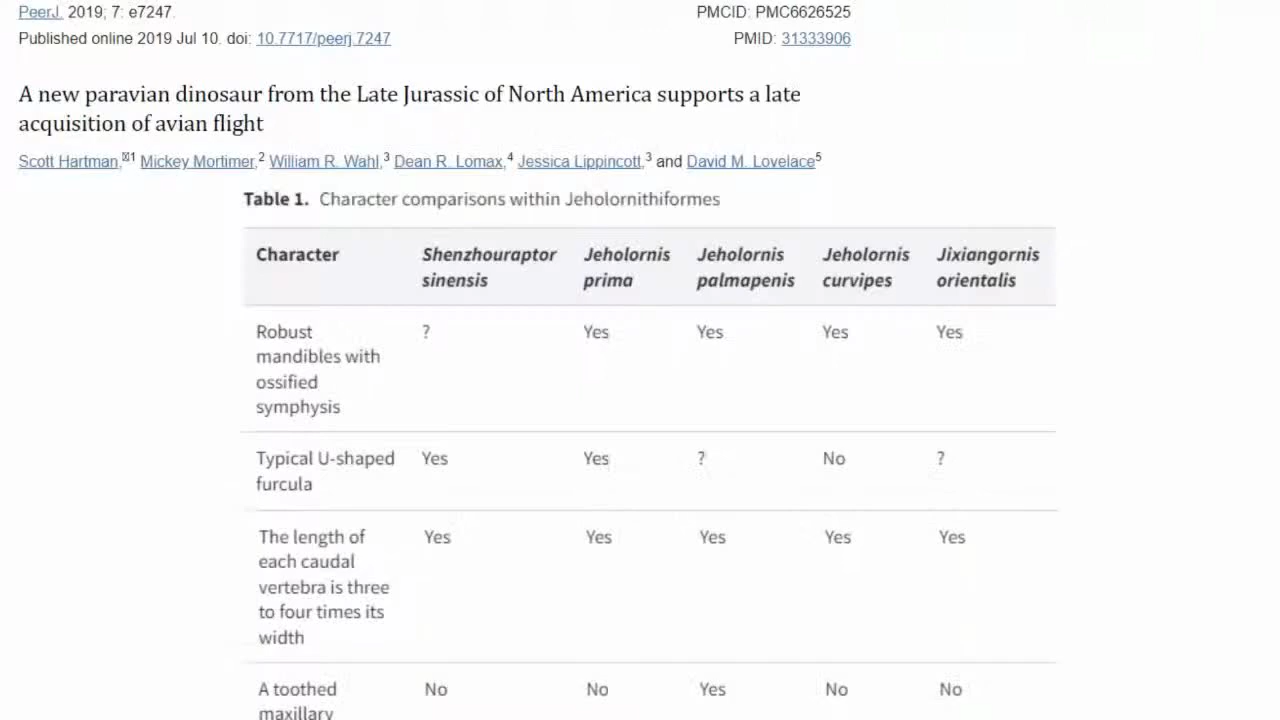 PeerJ. 2019; 7: e7247. PMCID: PMC6626525
Published online 2019 Jul 10. doi: 10.7717/peerj.7247 PMID: 31333906
A new paravian dinosaur from the Late Jurassic of North America supports a late
acquisition of avian flight
Scott Hartman,1 Mickey Mortimer,2 William R. Wahl,3 Dean R. Lomax,4 Jessica Lippincott,3 and David M. Lovelace5
Table 1. Character comparisons within Jeholornithiformes
Character Shenzhouraptor sinensis Jeholornis prima Jeholornis palmapenis Jeholornis curvipes Jixiangornis orientalis
Robust ? Yes Yes Yes Yes
mandibles with
ossified
symphysis
Typical U-shaped Yes Yes ? No ?
furcula
The length of Yes Yes Yes Yes Yes
each caudal
vertebra is three
to four times its
width
A toothed No No Yes No No
maxillary